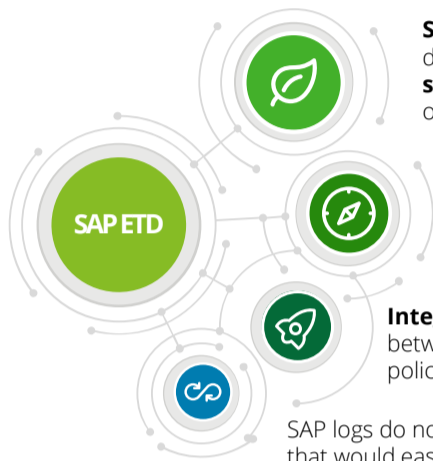 SAP ETD
Inte
betw
polic
SAP logs do no
that would eas